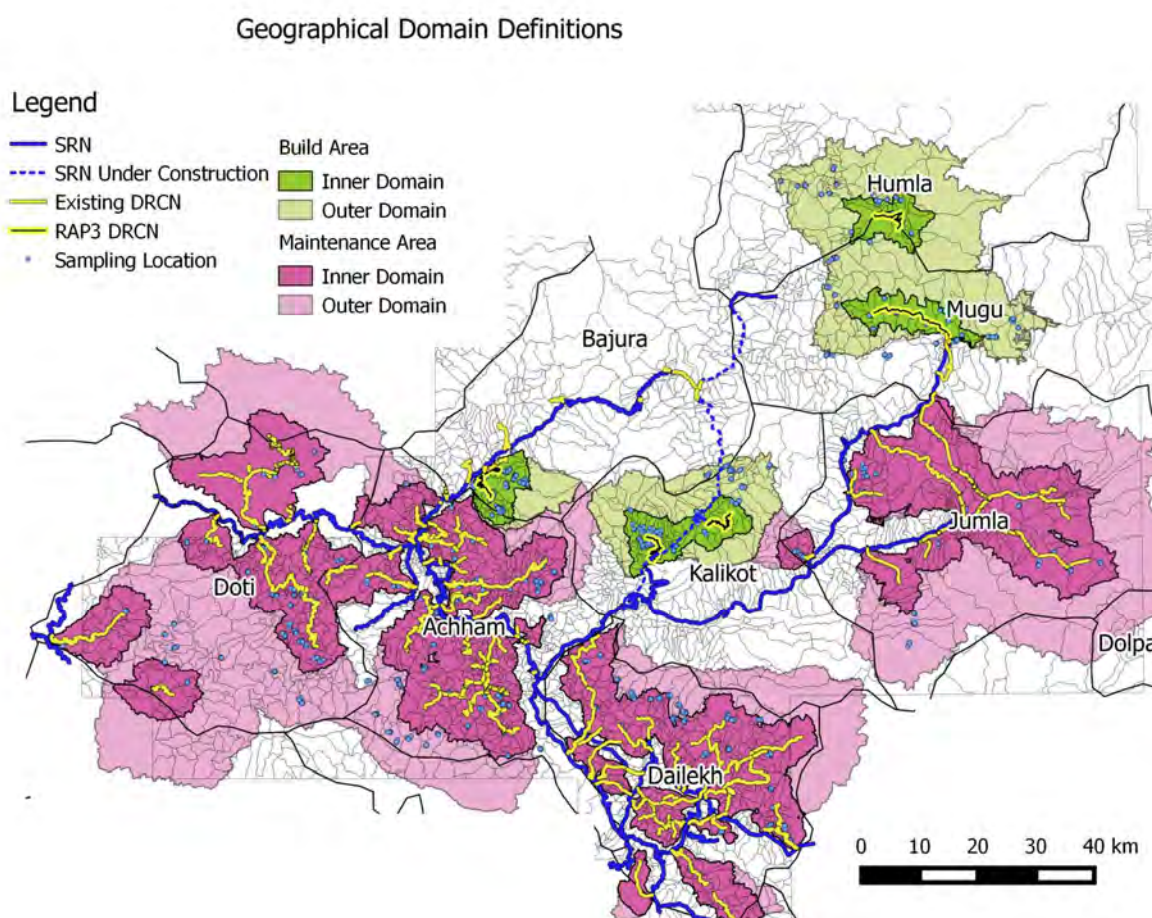 Geographical Domain Definitions
Legend
SRN
SRN Under Construction
Existing DRCN
RAP3 DRCN
Sampling Location
Build Area
Inner Domain
Outer Domain
Maintenance Area
Inner Domain
Outer Domain
Humla
Mugu
Bajura
Jumla
Kalikot
Doti
Achham
Dolpa
Dailekh
0 10 20 30 40 km